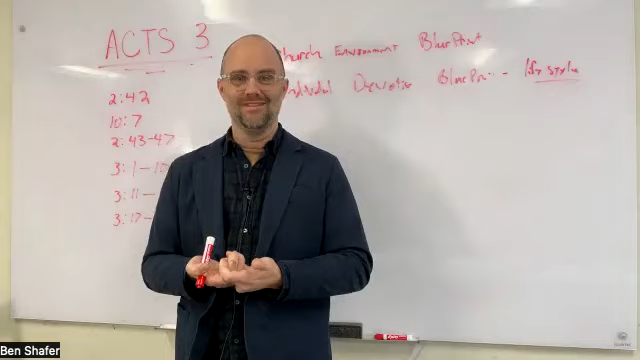 ACTS 3
Church Environment BluePrint
Individual Devotion BluePrint - lifestyle
2:42
10:7
2:43-47
3:1-
3:11-
3:17-
EXPO
Ben Shafer